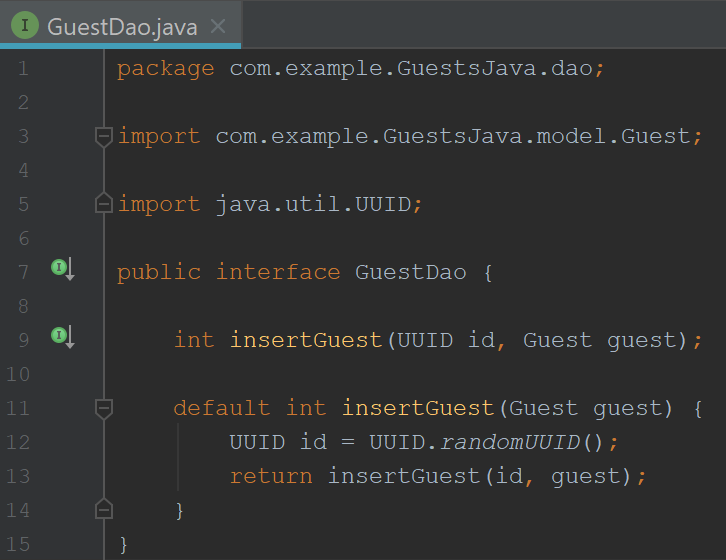 I GuestDao.java ×
1 package com.example.GuestsJava.dao;
2
3 import com.example.GuestsJava.model.Guest;
4
5 import java.util.UUID;
6
7 I public interface GuestDao {
8
9 I int insertGuest(UUID id, Guest guest);
10
11 default int insertGuest(Guest guest) {
12 UUID id = UUID.randomUUID();
13 return insertGuest(id, guest);
14 }
15 }